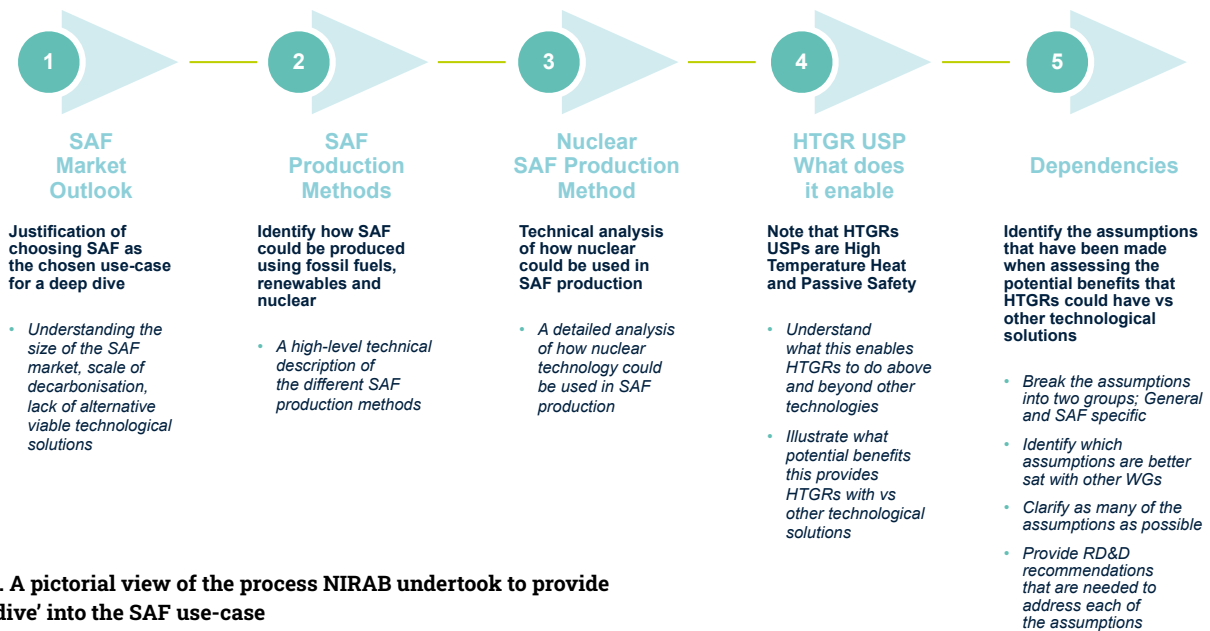 1
2
3
4
5
SAF
Market
Outlook
Justification of
choosing SAF as
the chosen use-case
for a deep dive
• Understanding the
size of the SAF
market, scale of
decarbonisation,
lack of alternative
viable technological
solutions
SAF
Production
Methods
Identify how SAF
could be produced
using fossil fuels,
renewables and
nuclear
• A high-level technical
description of
the different SAF
production methods
Nuclear
SAF Production
Method
Technical analysis
of how nuclear
could be used in
SAF production
• A detailed analysis
of how nuclear
technology could
be used in SAF
production
HTGR USP
What does
it enable
Note that HTGRs
USPs are High
Temperature Heat
and Passive Safety
• Understand
what this enables
HTGRs to do above
and beyond other
technologies
• Illustrate what
potential benefits
this provides
HTGRs with vs
other technological
solutions
Dependencies
Identify the assumptions
that have been made
when assessing the
potential benefits that
HTGRs could have vs
other technological
solutions
• Break the assumptions
into two groups; General
and SAF specific
• Identify which
assumptions are better
sat with other WGs
• Clarify as many of the
assumptions as possible
• Provide RD&D
recommendations
that are needed to
address each of
the assumptions
. A pictorial view of the process NIRAB undertook to provide
dive’ into the SAF use-case